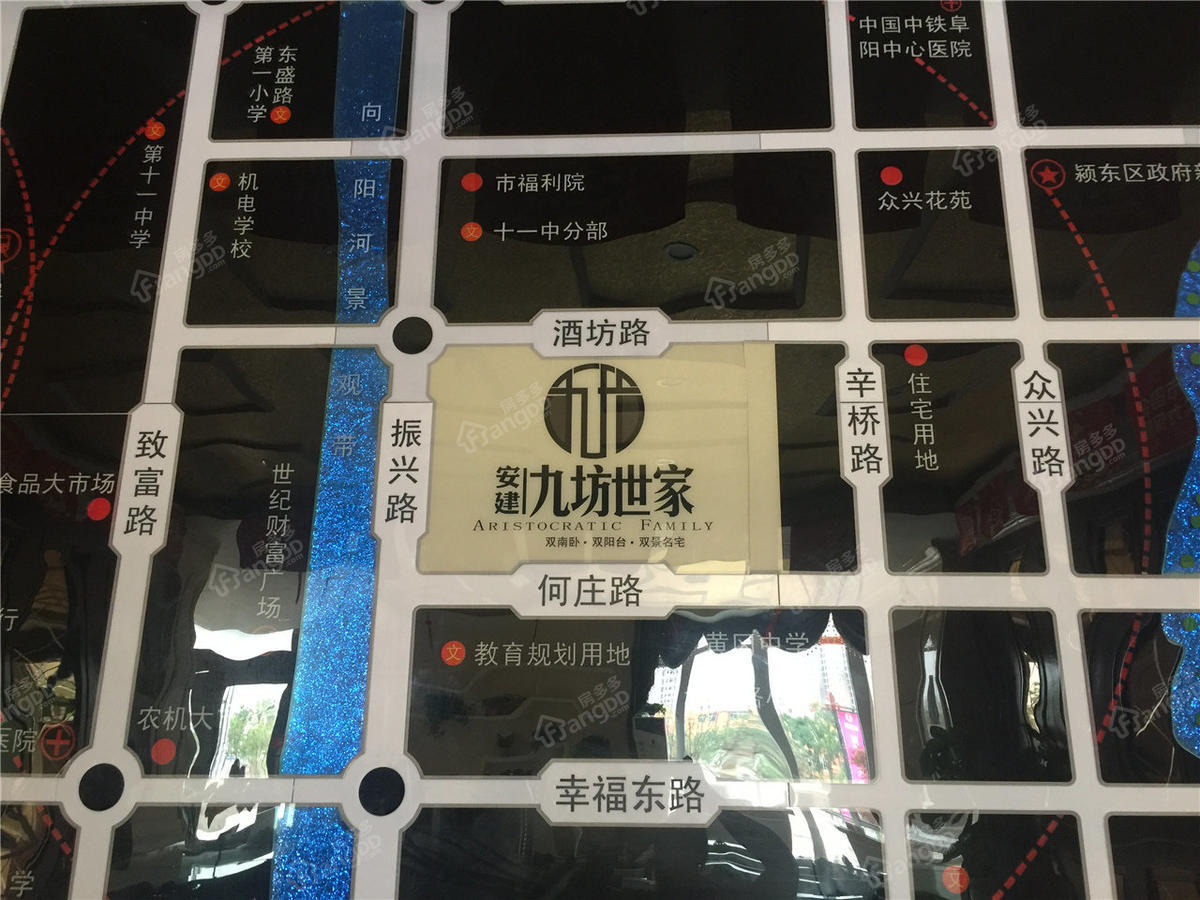 中国中铁阜
阳中心医院
东盛路
第一小学
向阳河景观带
第十一中学
机电学校
市福利院
十一中分部
众兴花苑
颍东区政府
酒坊路
安建
九坊世家
ARISTOCRATIC FAMILY
双南卧·双阳台·双景名宅
辛桥路
住宅用地
众兴路
致富路
振兴路
食品大市场
世纪财富广场
何庄路
教育规划用地
农机大市
医院
行
幸福东路
学